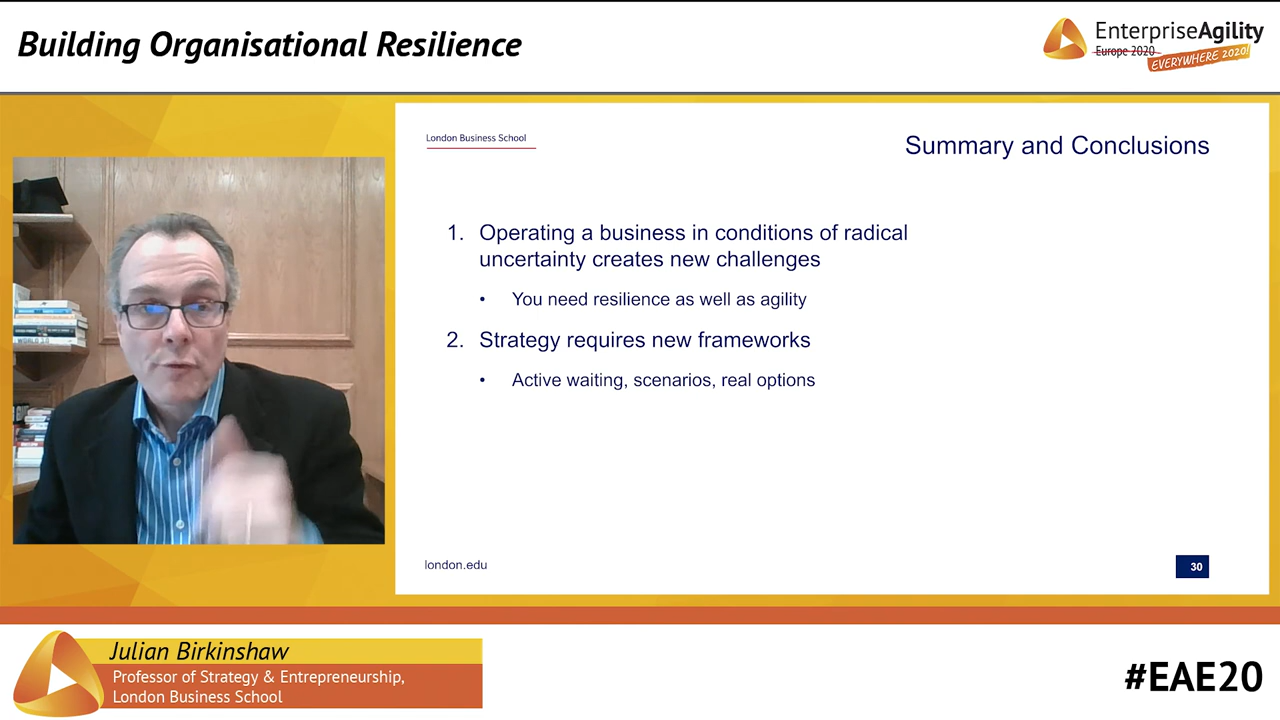 Building Organisational Resilience
EnterpriseAgility
Europe 2020
EVERYWHERE 2020!
London Business School
Summary and Conclusions
1. Operating a business in conditions of radical
uncertainty creates new challenges
• You need resilience as well as agility
2. Strategy requires new frameworks
• Active waiting, scenarios, real options
london.edu
30
Julian Birkinshaw
Professor of Strategy & Entrepreneurship,
London Business School
#EAE20